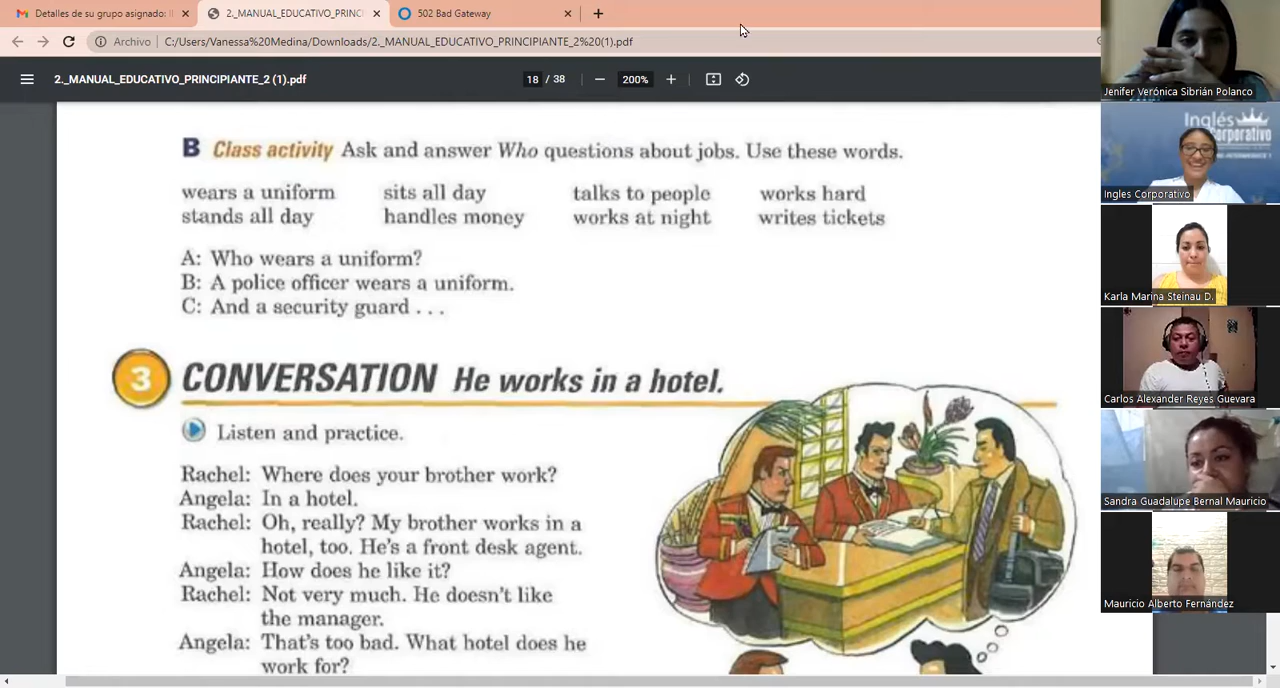 Detalles de su grupo asignado: I
2._MANUAL_EDUCATIVO_PRINCI
502 Bad Gateway
Archivo
C:/Users/Vanessa%20Medina/Downloads/2._MANUAL_EDUCATIVO_PRINCIPIANTE_2%20(1).pdf
2._MANUAL_EDUCATIVO_PRINCIPIANTE_2 (1).pdf
18 / 38
200%
B Class activity Ask and answer Who questions about jobs. Use these words.
wears a uniform sits all day talks to people works hard
stands all day handles money works at night writes tickets
A: Who wears a uniform?
B: A police officer wears a uniform.
C: And a security guard . . .
3 CONVERSATION He works in a hotel.
Listen and practice.
Rachel: Where does your brother work?
Angela: In a hotel.
Rachel: Oh, really? My brother works in a
hotel, too. He's a front desk agent.
Angela: How does he like it?
Rachel: Not very much. He doesn't like
the manager.
Angela: That's too bad. What hotel does he
work for?
Jenifer Verónica Sibrián Polanco
Inglés
Corporativo
Ingles Corporativo
Karla Marina Steinau D.
Carlos Alexander Reyes Guevara
Sandra Guadalupe Bernal Mauricio
Mauricio Alberto Fernández